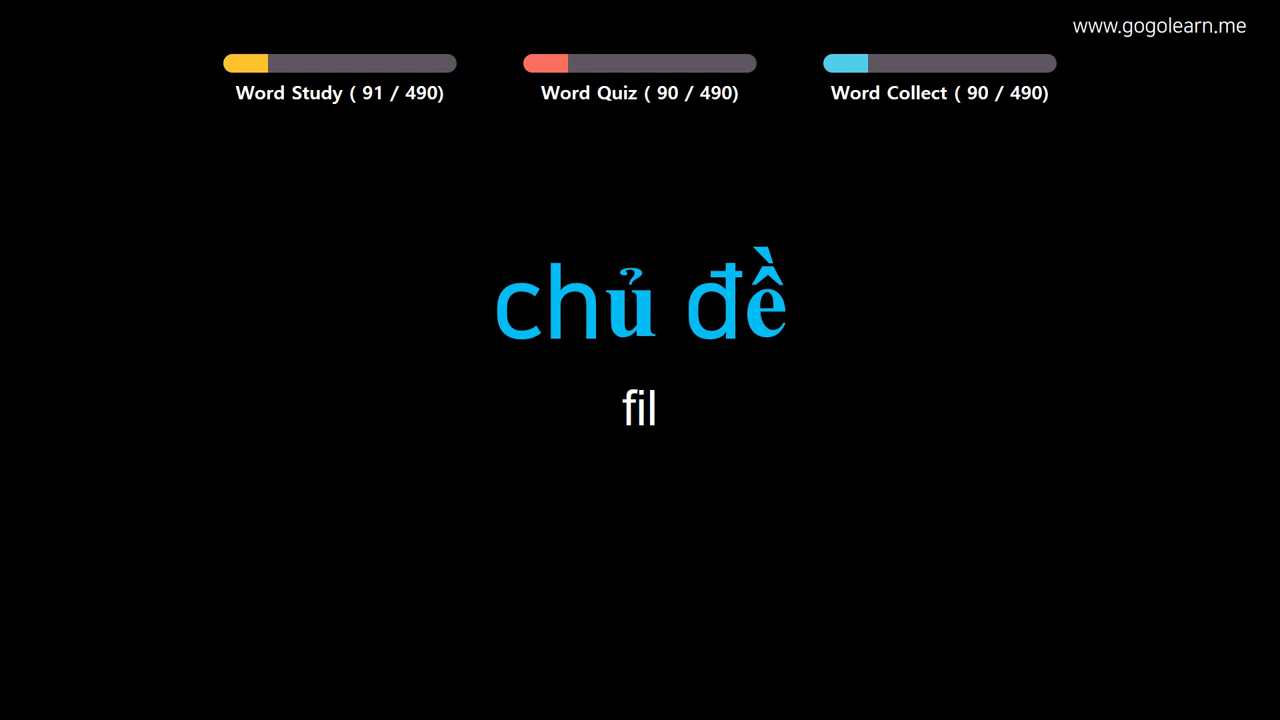 www.gogolearn.me
Word Study ( 91 / 490)
Word Quiz ( 90 / 490)
Word Collect ( 90 / 490)
chủ đề
fil